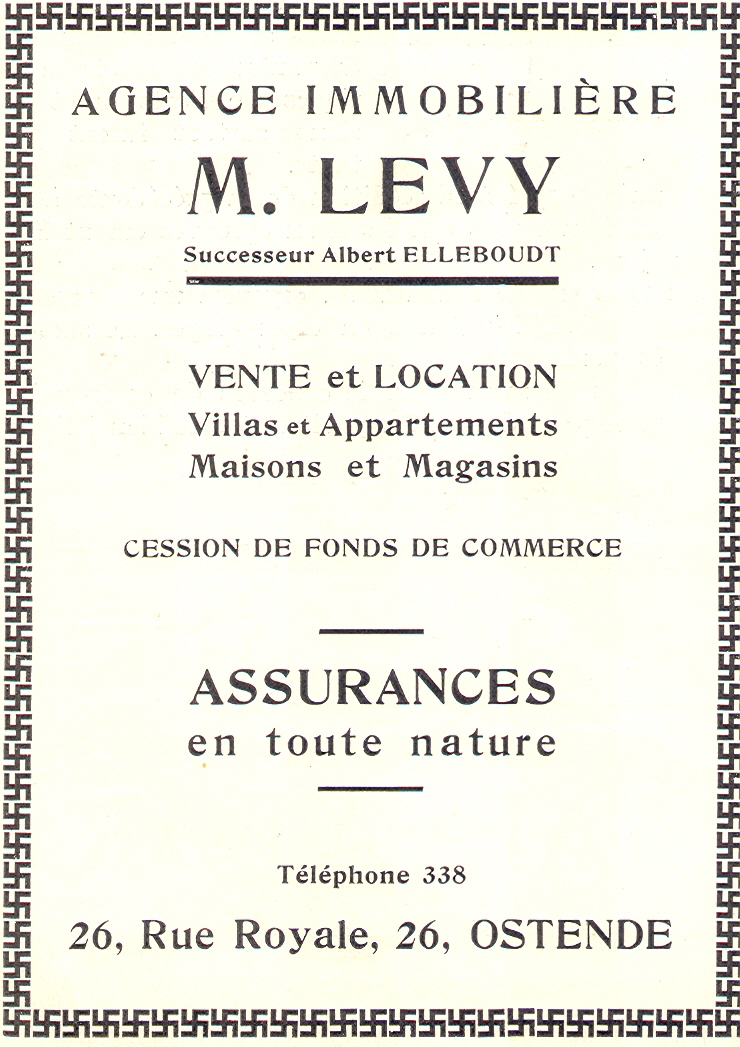 AGENCE IMMOBILIÈRE
M. LEVY
Successeur Albert ELLEBOUDT
VENTE et LOCATION
Villas et Appartements
Maisons et Magasins
CESSION DE FONDS DE COMMERCE
ASSURANCES
en toute nature
Téléphone 338
26, Rue Royale, 26, OSTENDE